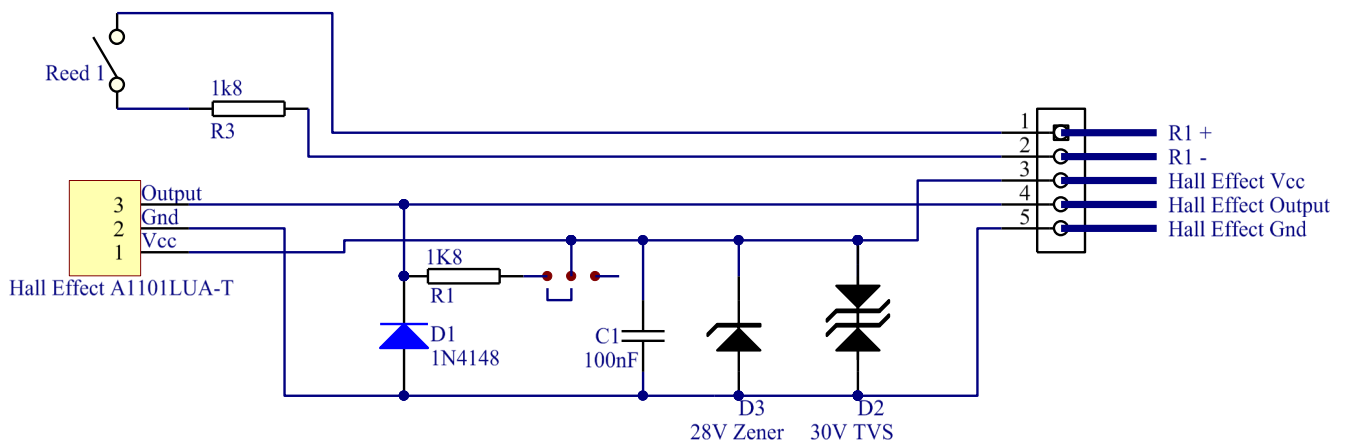 Reed 1
1k8
R3
1
R1 +
2
R1 -
3
Hall Effect Vcc
4
Hall Effect Output
5
Hall Effect Gnd
3
Output
2
Gnd
1
Vcc
Hall Effect A1101LUA-T
1K8
R1
D1
1N4148
C1
100nF
D3
28V Zener
D2
30V TVS